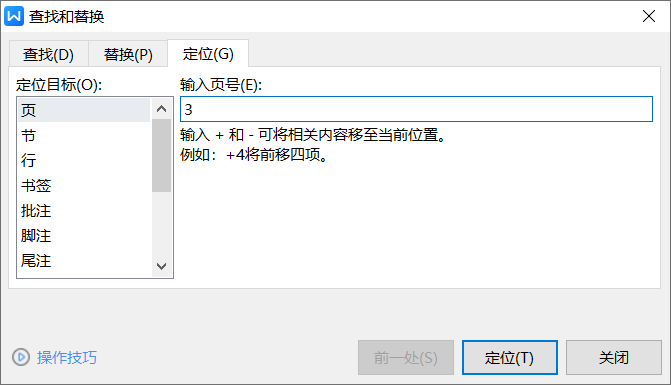 查找和替换
查找(D) 替换(P) 定位(G)
定位目标(O): 输入页号(E):
页
节
行
书签
批注
脚注
尾注
3
输入 + 和 - 可将相关内容移至当前位置。
例如：+4将前移四项。
操作技巧 前一处(S) 定位(T) 关闭